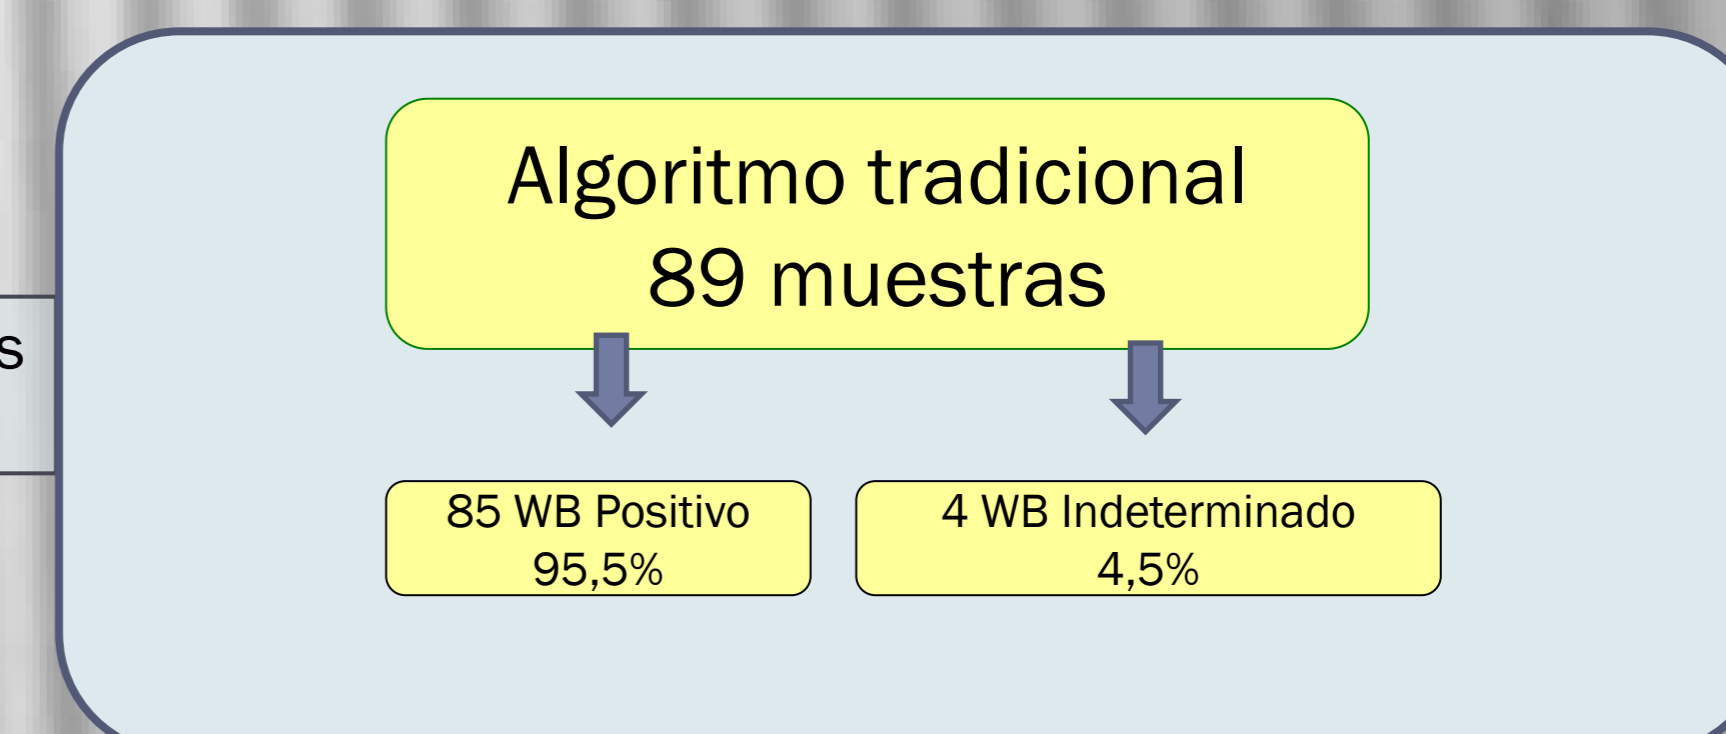 Algoritmo tradicional
89 muestras
85 WB Positivo
95,5%
4 WB Indeterminado
4,5%